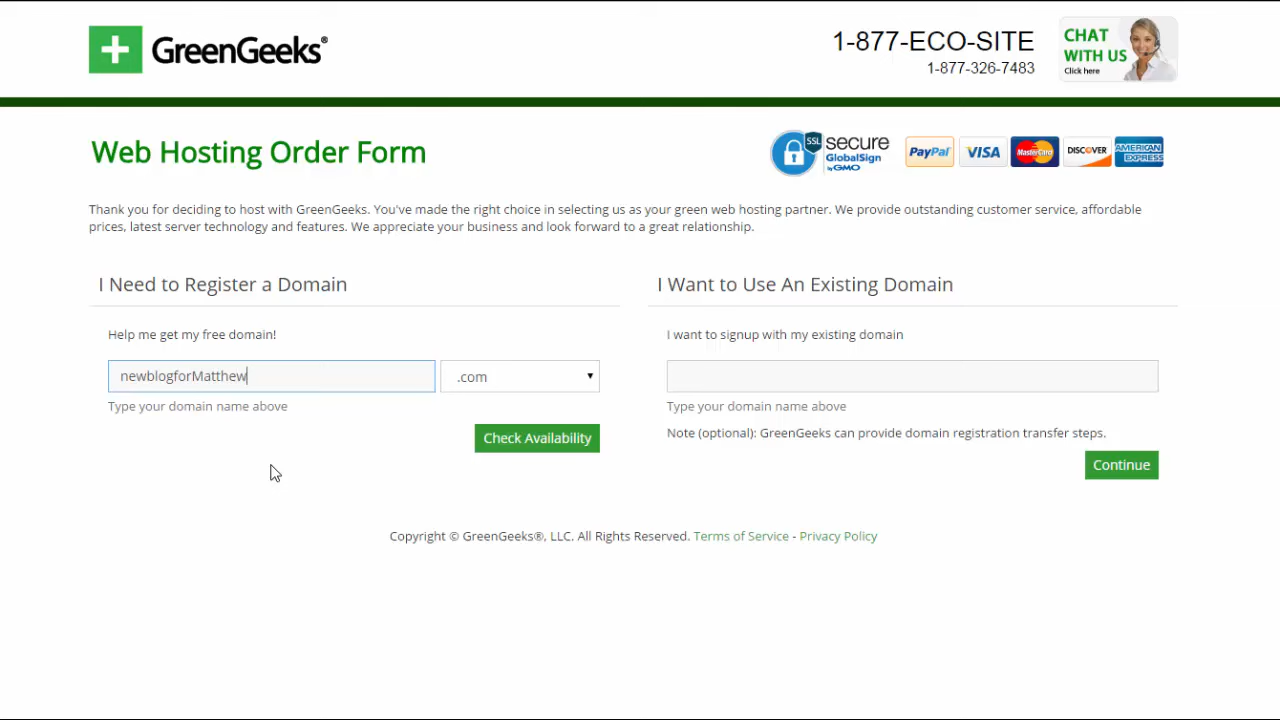 GreenGeeks®
1-877-ECO-SITE
1-877-326-7483
CHAT
WITH US
Click here
Web Hosting Order Form
SSL
secure
GlobalSign
by GMO
PayPal
VISA
MasterCard
DISCOVER
AMERICAN
EXPRESS
Thank you for deciding to host with GreenGeeks. You've made the right choice in selecting us as your green web hosting partner. We provide outstanding customer service, affordable
prices, latest server technology and features. We appreciate your business and look forward to a great relationship.
I Need to Register a Domain
Help me get my free domain!
newblogforMatthew
.com
Type your domain name above
Check Availability
I Want to Use An Existing Domain
I want to signup with my existing domain
Type your domain name above
Note (optional): GreenGeeks can provide domain registration transfer steps.
Continue
Copyright © GreenGeeks®, LLC. All Rights Reserved. Terms of Service - Privacy Policy